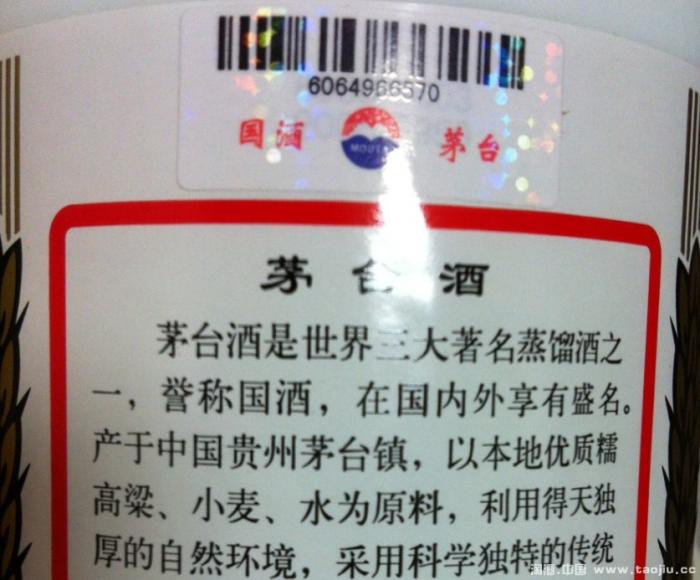 6064966570
国酒 MOUTAI 茅台
茅台酒
茅台酒是世界三大著名蒸馏酒之
一，誉称国酒，在国内外享有盛名。
产于中国贵州茅台镇，以本地优质糯
高粱、小麦、水为原料，利用得天独
厚的自然环境，采用科学独特的传统
淘酒.中国 www.taojiu.cc